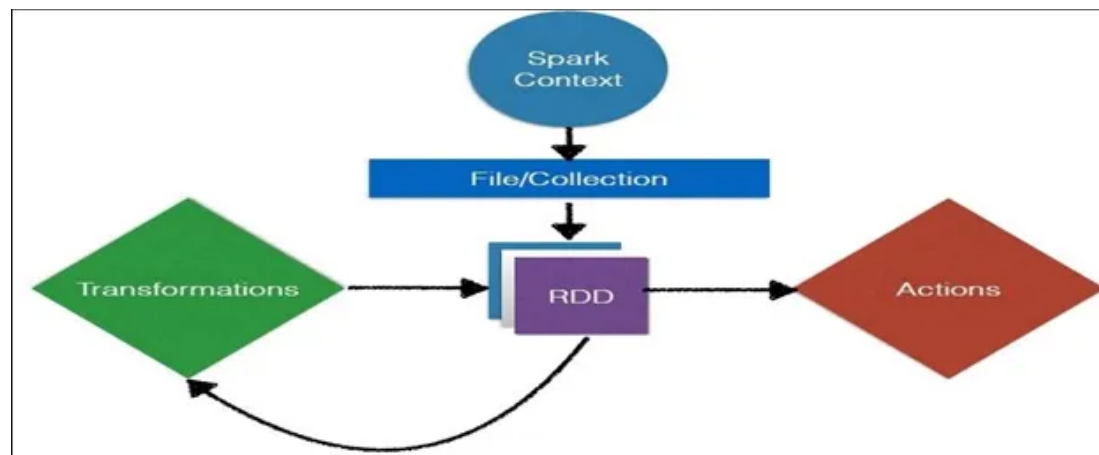 Spark
Context
File/Collection
Transformations
RDD
Actions